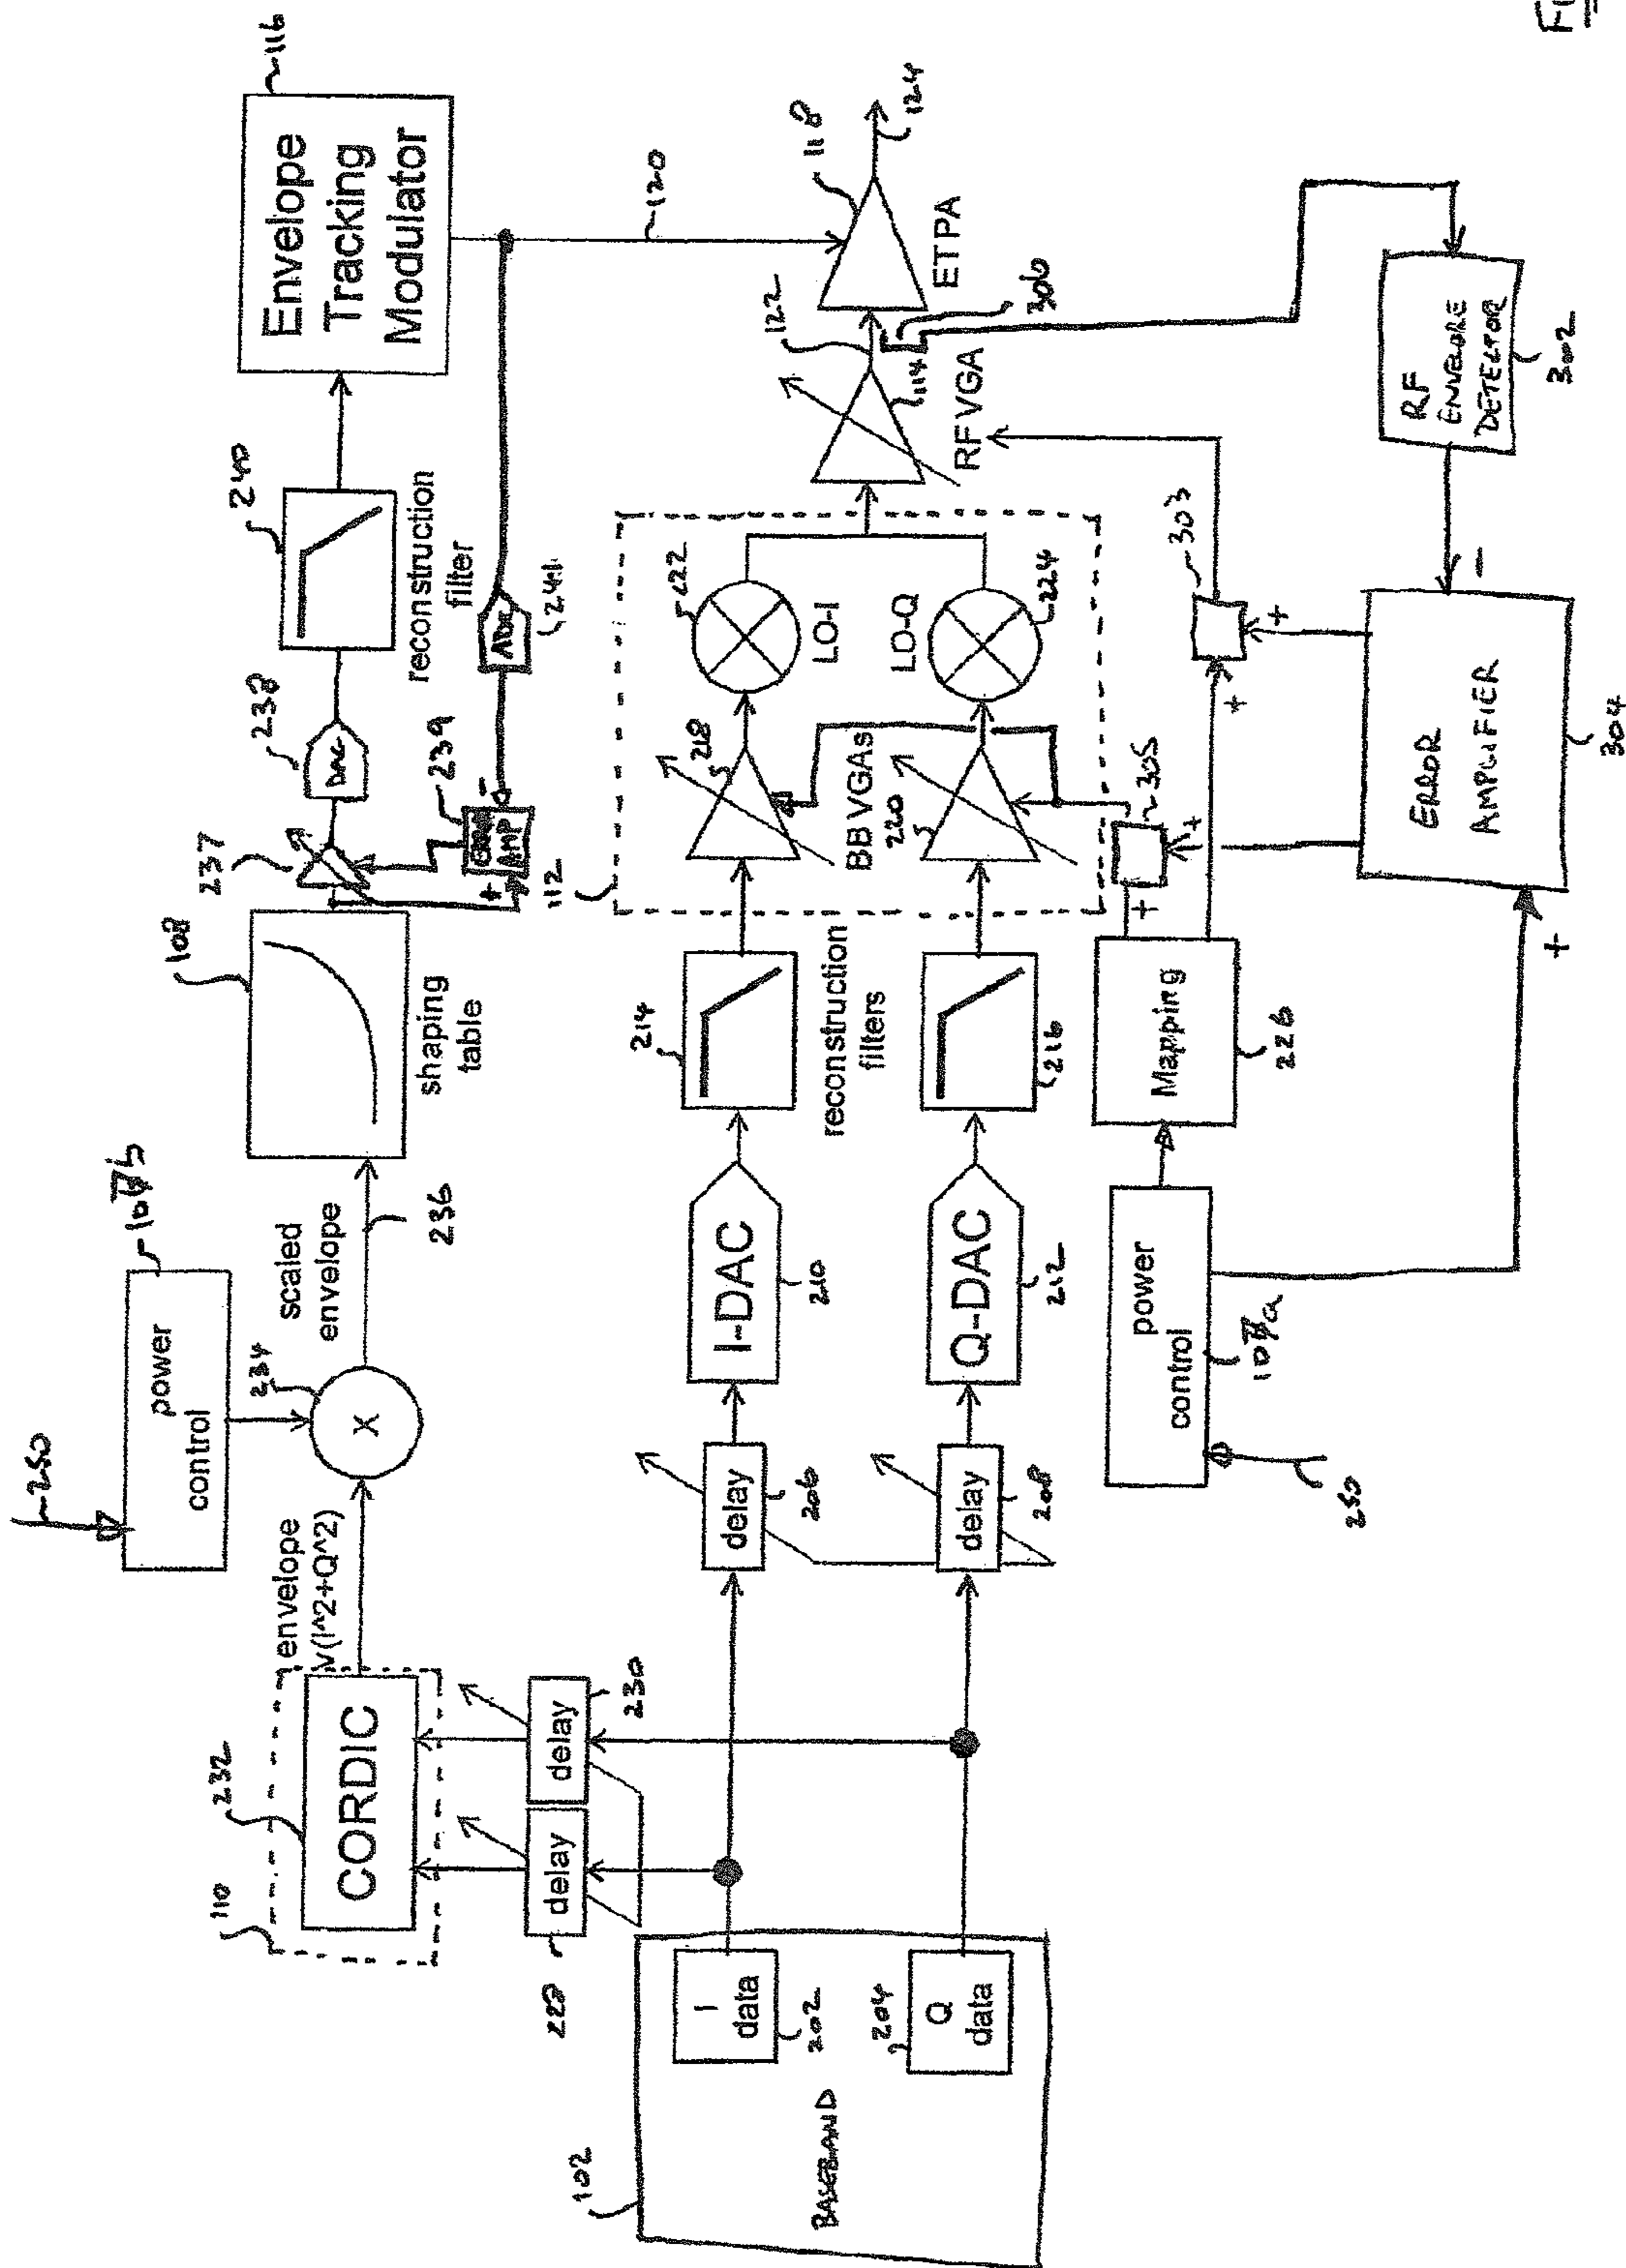 250
power
control
107b
110
232
CORDIC
envelope
√(I^2+Q^2)
234
X
scaled
envelope
236
108
shaping
table
237
238
DAC
239
ERROR
AMP
+
-
240
reconstruction
filter
ADC
241
Envelope
Tracking
Modulator
116
120
228
delay
230
delay
102
BASEBAND
I
data
202
204
Q
data
delay
206
delay
208
I-DAC
210
Q-DAC
212
214
reconstruction
filters
216
112
218
BB VGAs
220
222
LO-I
LO-Q
224
114
RF VGA
122
306
118
ETPA
124
250
power
control
107a
Mapping
226
+
305
+
303
+
+
ERROR
AMPLIFIER
304
+
-
RF
ENVELOPE
DETECTOR
302